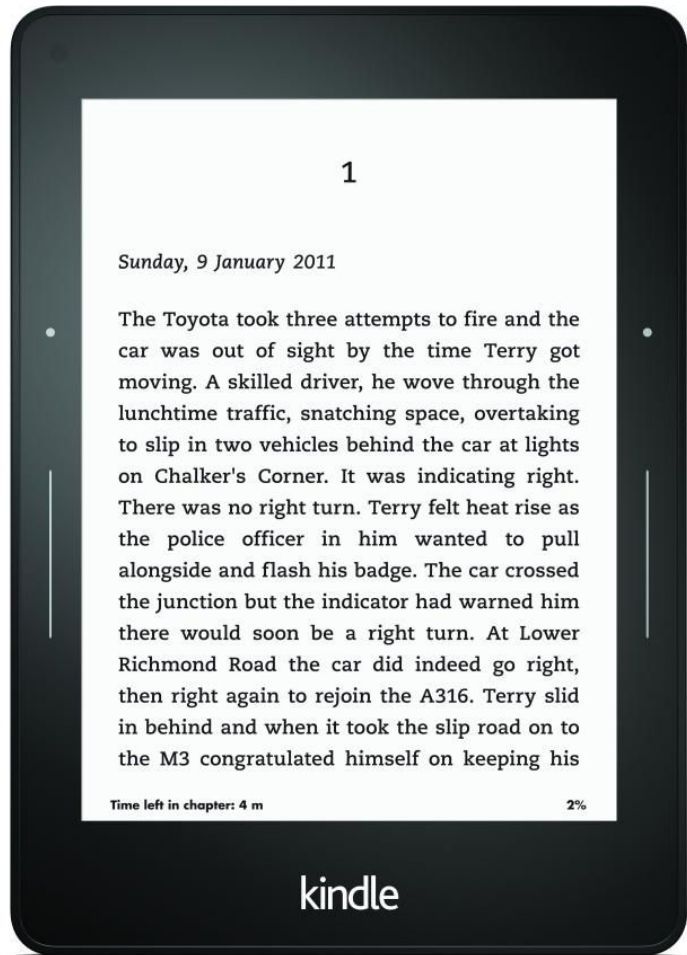 1
Sunday, 9 January 2011
The Toyota took three attempts to fire and the
car was out of sight by the time Terry got
moving. A skilled driver, he wove through the
lunchtime traffic, snatching space, overtaking
to slip in two vehicles behind the car at lights
on Chalker's Corner. It was indicating right.
There was no right turn. Terry felt heat rise as
the police officer in him wanted to pull
alongside and flash his badge. The car crossed
the junction but the indicator had warned him
there would soon be a right turn. At Lower
Richmond Road the car did indeed go right,
then right again to rejoin the A316. Terry slid
in behind and when it took the slip road on to
the M3 congratulated himself on keeping his
Time left in chapter: 4 m 2%
kindle